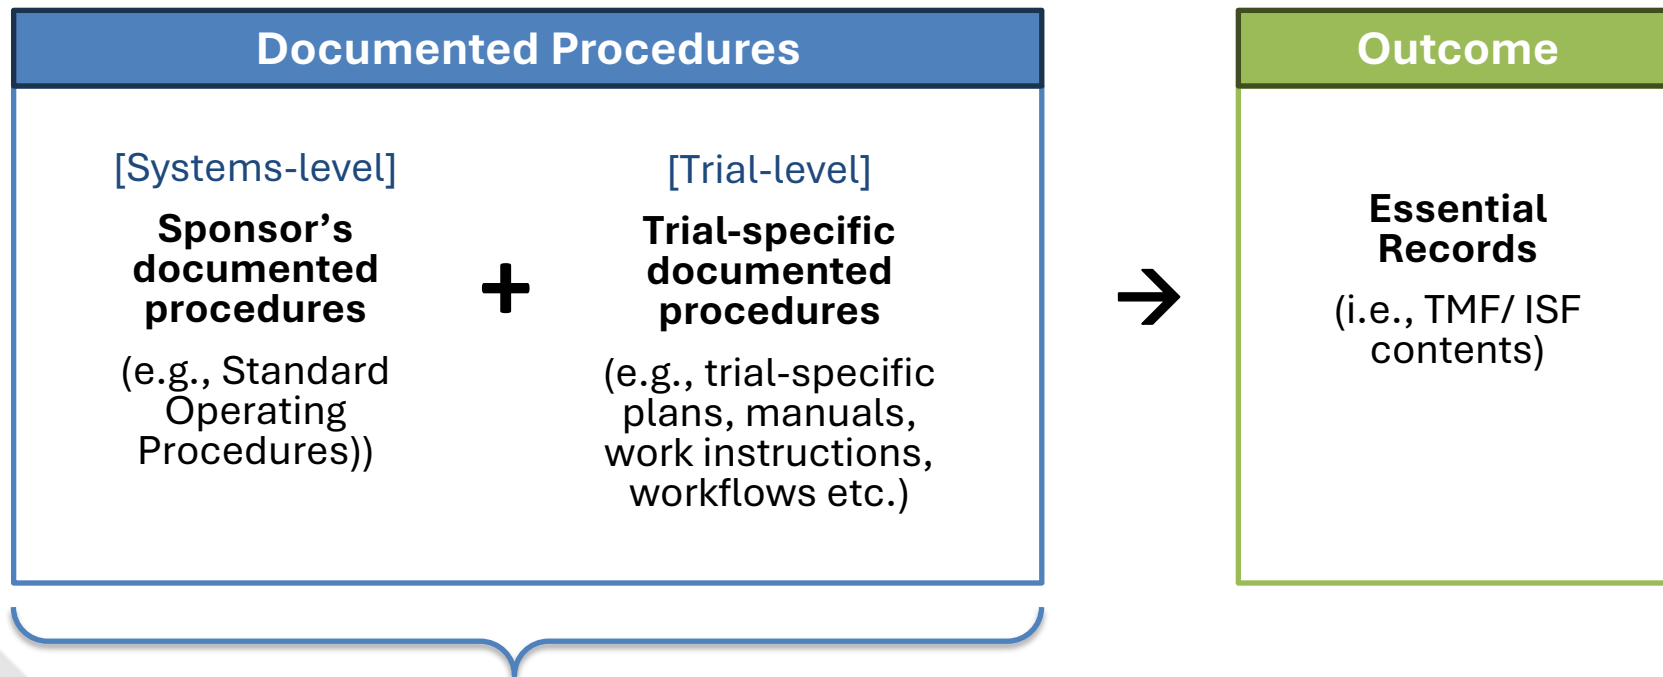 Documented Procedures
[Systems-level]
Sponsor’s
documented
procedures
(e.g., Standard
Operating
Procedures))
+
[Trial-level]
Trial-specific
documented
procedures
(e.g., trial-specific
plans, manuals,
work instructions,
workflows etc.)
→
Outcome
Essential
Records
(i.e., TMF/ ISF
contents)